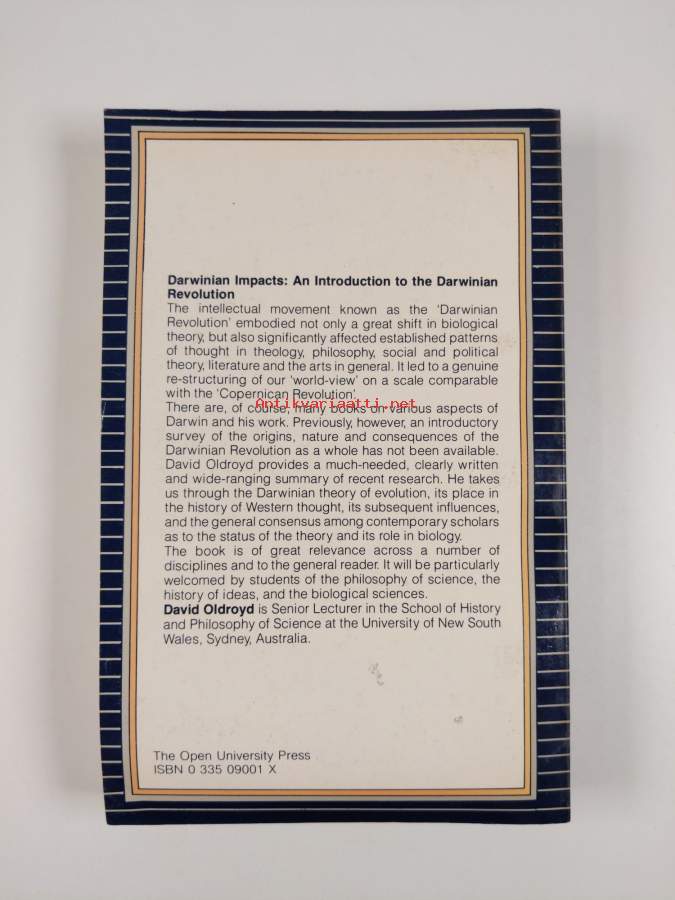 Darwinian Impacts: An Introduction to the Darwinian
Revolution
The intellectual movement known as the 'Darwinian
Revolution' embodied not only a great shift in biological
theory, but also significantly affected established patterns
of thought in theology, philosophy, social and political
theory, literature and the arts in general. It led to a genuine
re-structuring of our 'world-view' on a scale comparable
with the 'Copernican Revolution'.
Antikvariaatti.net
There are, of course, many books on various aspects of
Darwin and his work. Previously, however, an introductory
survey of the origins, nature and consequences of the
Darwinian Revolution as a whole has not been available.
David Oldroyd provides a much-needed, clearly written
and wide-ranging summary of recent research. He takes
us through the Darwinian theory of evolution, its place in
the history of Western thought, its subsequent influences,
and the general consensus among contemporary scholars
as to the status of the theory and its role in biology.
The book is of great relevance across a number of
disciplines and to the general reader. It will be particularly
welcomed by students of the philosophy of science, the
history of ideas, and the biological sciences.
David Oldroyd is Senior Lecturer in the School of History
and Philosophy of Science at the University of New South
Wales, Sydney, Australia.
The Open University Press
ISBN 0 335 09001 X